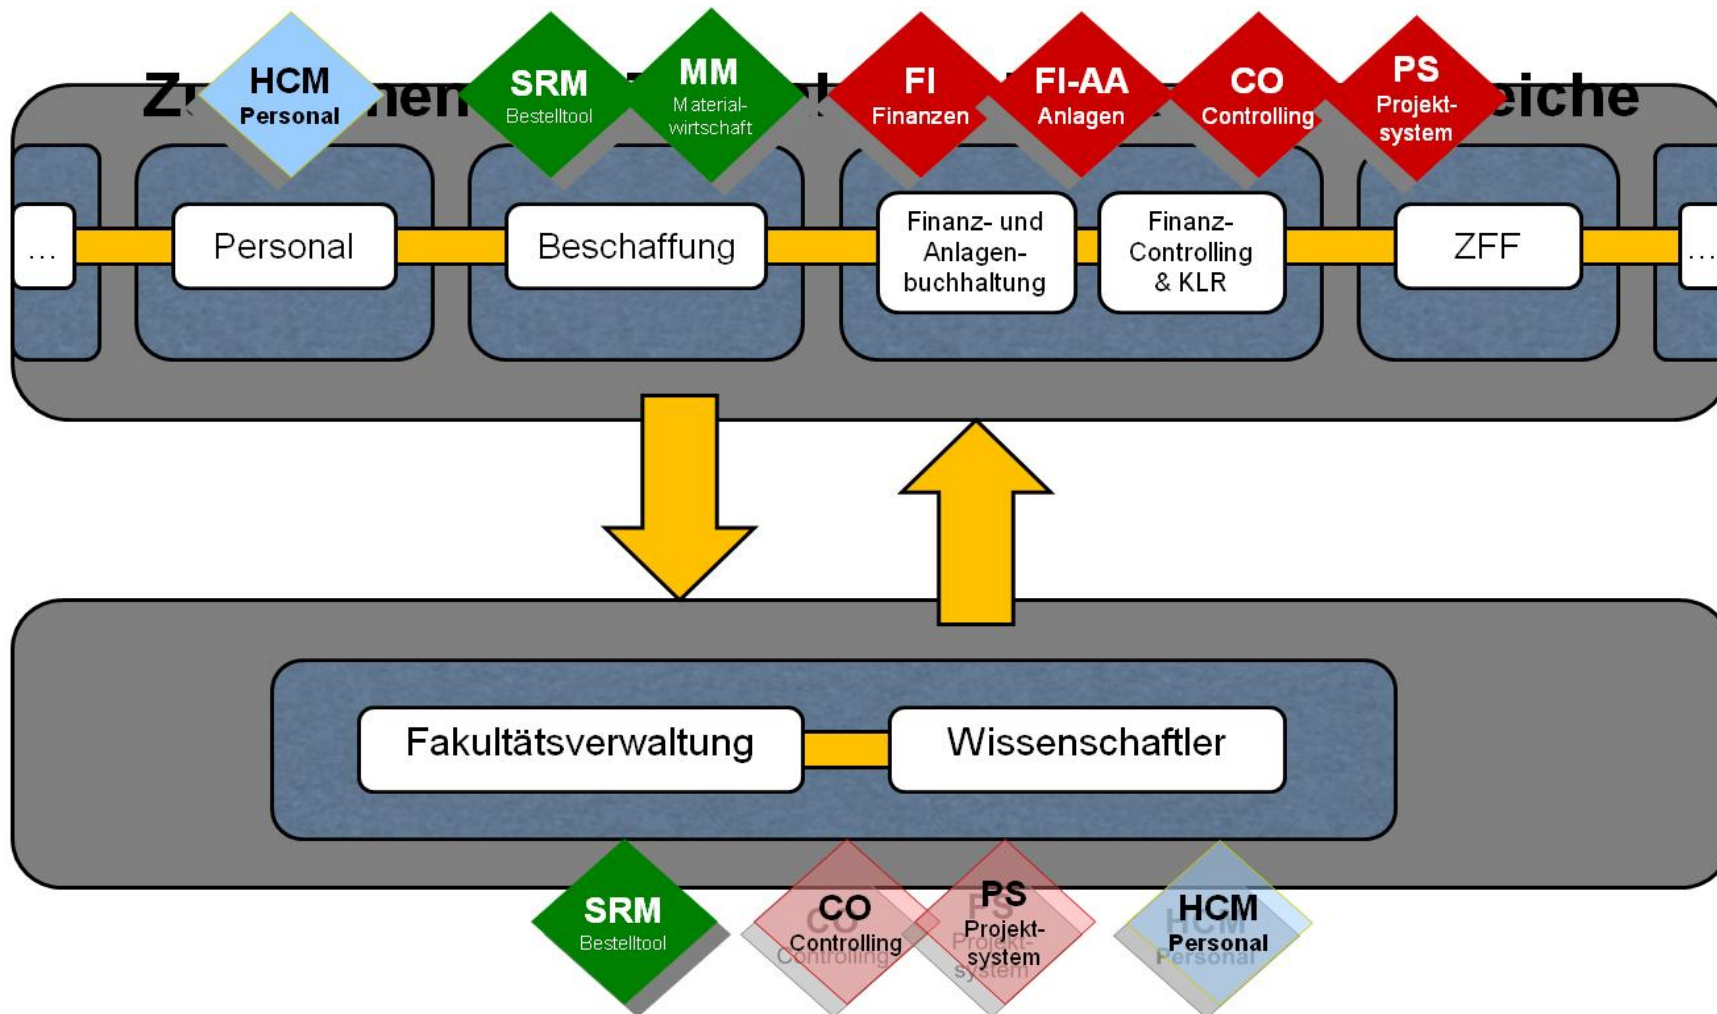 HCM
Personal
SRM
Bestelltool
MM
Material-
wirtschaft
FI
Finanzen
FI-AA
Anlagen
CO
Controlling
PS
Projekt-
system
...
Personal
Beschaffung
Finanz- und
Anlagen-
buchhaltung
Finanz-
Controlling
& KLR
ZFF
...
Fakultätsverwaltung
Wissenschaftler
SRM
Bestelltool
CO
Controlling
PS
Projekt-
system
HCM
Personal